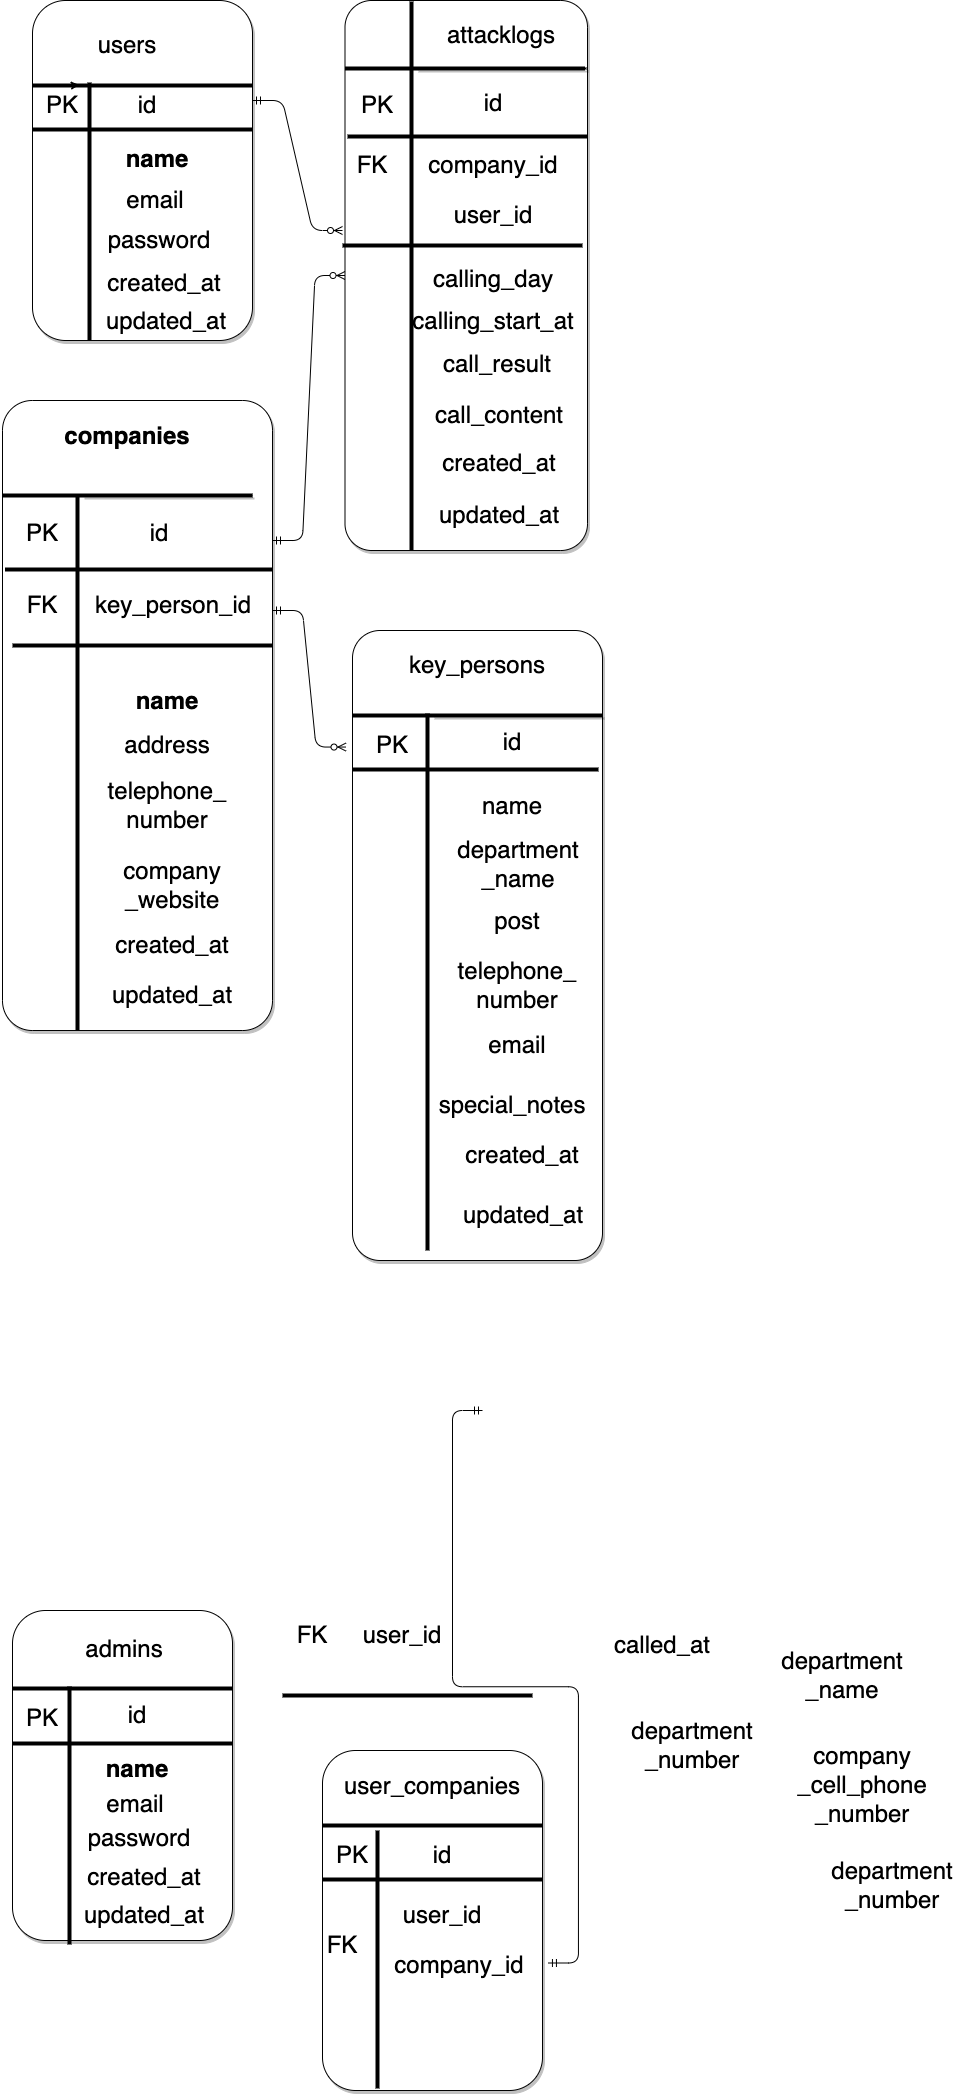 users
PK id
name
email
password
created_at
updated_at
attacklogs
PK id
FK company_id
user_id
calling_day
calling_start_at
call_result
call_content
created_at
updated_at
companies
PK id
FK key_person_id
name
address
telephone_
number
company
_website
created_at
updated_at
key_persons
PK id
name
department
_name
post
telephone_
number
email
special_notes
created_at
updated_at
admins
PK id
name
email
password
created_at
updated_at
FK user_id
user_companies
PK id
user_id
FK
company_id
called_at
department
_name
department
_number
company
_cell_phone
_number
department
_number